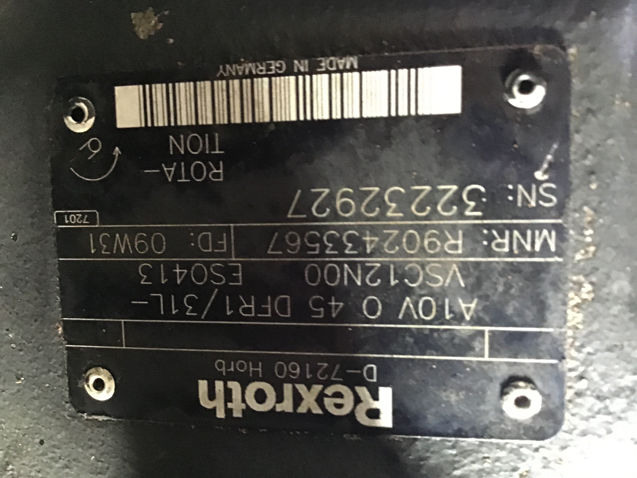 Rexroth
D-72160 Horb
A10V O 45 DFR1/31L-
VSC12N00 ES0413
MNR: R902433567 FD: 09W31
7201
SN: 32232927
ROTA-
TION
MADE IN GERMANY